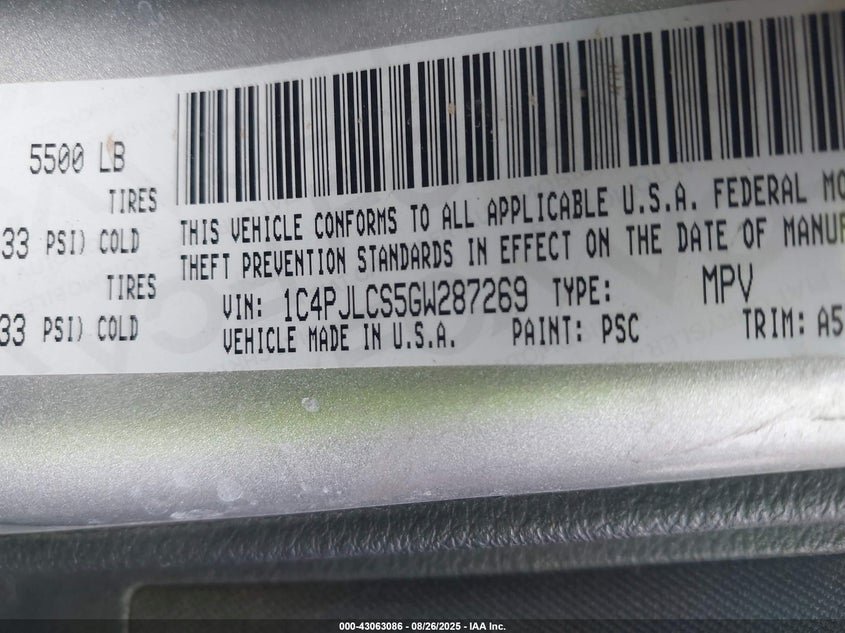 5500 LB
TIRES
33 PSI) COLD
TIRES
33 PSI) COLD
THIS VEHICLE CONFORMS TO ALL APPLICABLE U.S.A. FEDERAL MO
THEFT PREVENTION STANDARDS IN EFFECT ON THE DATE OF MANUF
VIN: 1C4PJLCS5GW287269 TYPE: MPV
VEHICLE MADE IN U.S.A. PAINT: PSC TRIM: A5
000-43063086 - 08/26/2025 - IAA Inc.